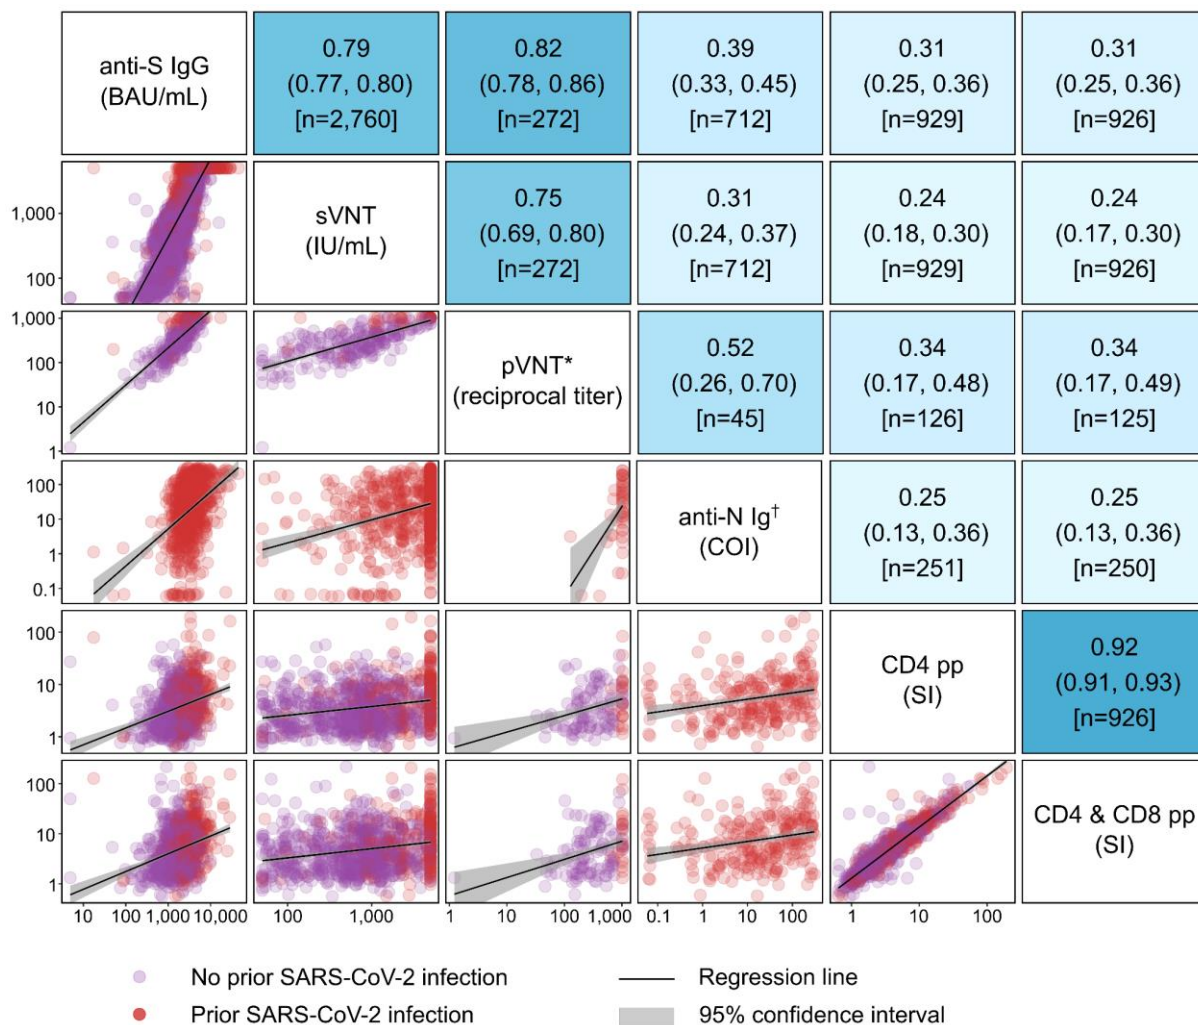 anti-S IgG
(BAU/mL)
0.79
(0.77, 0.80)
[n=2,760]
0.82
(0.78, 0.86)
[n=272]
0.39
(0.33, 0.45)
[n=712]
0.31
(0.25, 0.36)
[n=929]
0.31
(0.25, 0.36)
[n=926]
1,000
100
sVNT
(IU/mL)
0.75
(0.69, 0.80)
[n=272]
0.31
(0.24, 0.37)
[n=712]
0.24
(0.18, 0.30)
[n=929]
0.24
(0.17, 0.30)
[n=926]
1,000
100
10
1
pVNT*
(reciprocal titer)
0.52
(0.26, 0.70)
[n=45]
0.34
(0.17, 0.48)
[n=126]
0.34
(0.17, 0.49)
[n=125]
100
10
1
0.1
anti-N Ig†
(COI)
0.25
(0.13, 0.36)
[n=251]
0.25
(0.13, 0.36)
[n=250]
100
10
1
CD4 pp
(SI)
0.92
(0.91, 0.93)
[n=926]
100
10
1
CD4 & CD8 pp
(SI)
10 100 1,000 10,000
100 1,000
1 10 100 1,000
0.1 1 10 100
1 10 100
No prior SARS-CoV-2 infection
Regression line
Prior SARS-CoV-2 infection
95% confidence interval